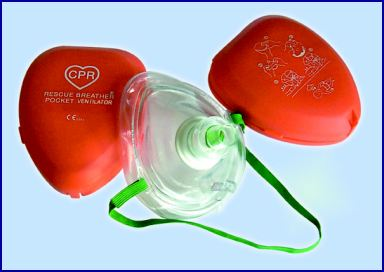 CPR
RESCUE BREATHER
POCKET VENTILATOR
CE